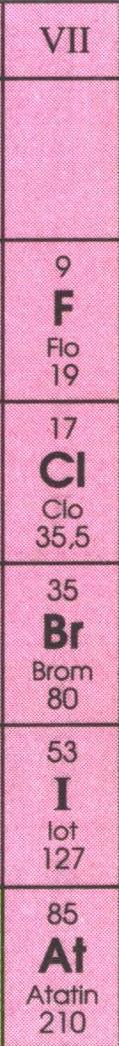 VII
9
F
Flo
19
17
Cl
Clo
35,5
35
Br
Brom
80
53
I
Iot
127
85
At
Atatin
210